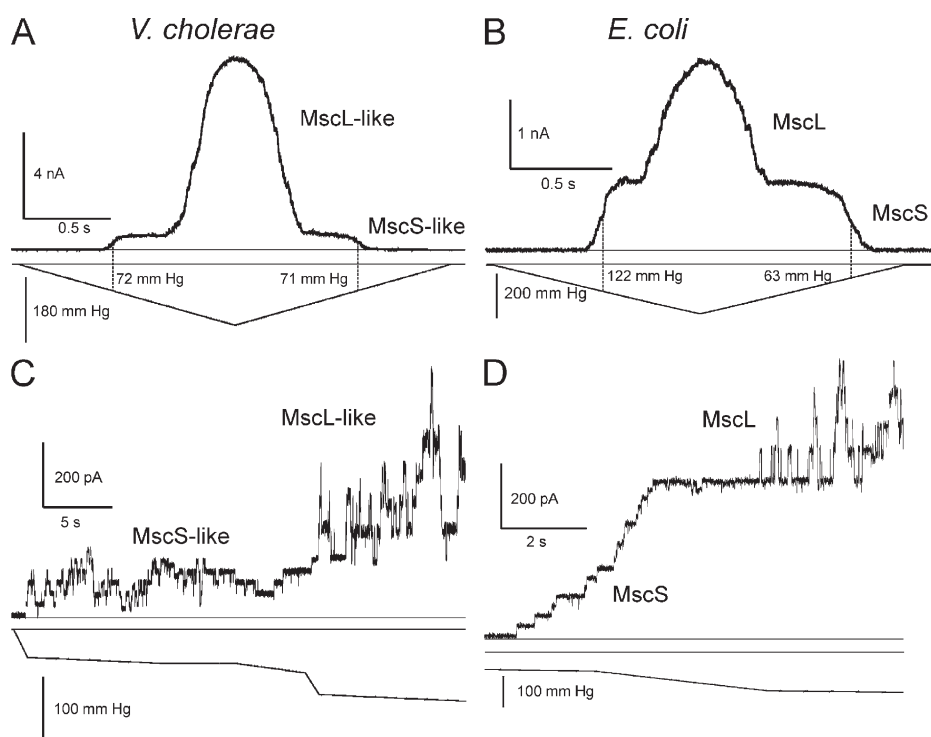 A
V. cholerae
4 nA
0.5 s
MscL-like
MscS-like
72 mm Hg
71 mm Hg
180 mm Hg
B
E. coli
1 nA
0.5 s
MscL
MscS
122 mm Hg
63 mm Hg
200 mm Hg
C
200 pA
5 s
MscL-like
MscS-like
100 mm Hg
D
200 pA
2 s
MscL
MscS
100 mm Hg